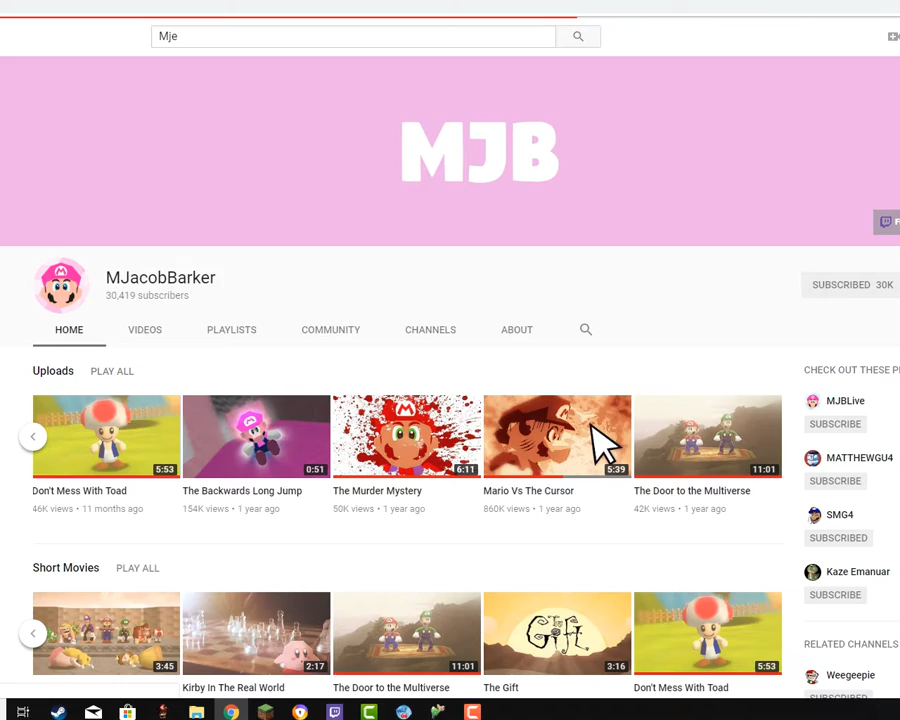 Mje
MJB
F
MJacobBarker
30,419 subscribers
SUBSCRIBED 30K
HOME VIDEOS PLAYLISTS COMMUNITY CHANNELS ABOUT
Uploads PLAY ALL
5:53 0:51 6:11 5:39 11:01
Don't Mess With Toad The Backwards Long Jump The Murder Mystery Mario Vs The Cursor The Door to the Multiverse
46K views • 11 months ago 154K views • 1 year ago 50K views • 1 year ago 860K views • 1 year ago 42K views • 1 year ago
Short Movies PLAY ALL
The Gift
3:45 2:17 11:01 3:16 5:53
Kirby In The Real World The Door to the Multiverse The Gift Don't Mess With Toad
CHECK OUT THESE P
MJBLive
SUBSCRIBE
MATTHEWGU4
SUBSCRIBE
SMG4
SUBSCRIBED
Kaze Emanuar
SUBSCRIBE
RELATED CHANNELS
Weegeepie
SUBSCRIBED